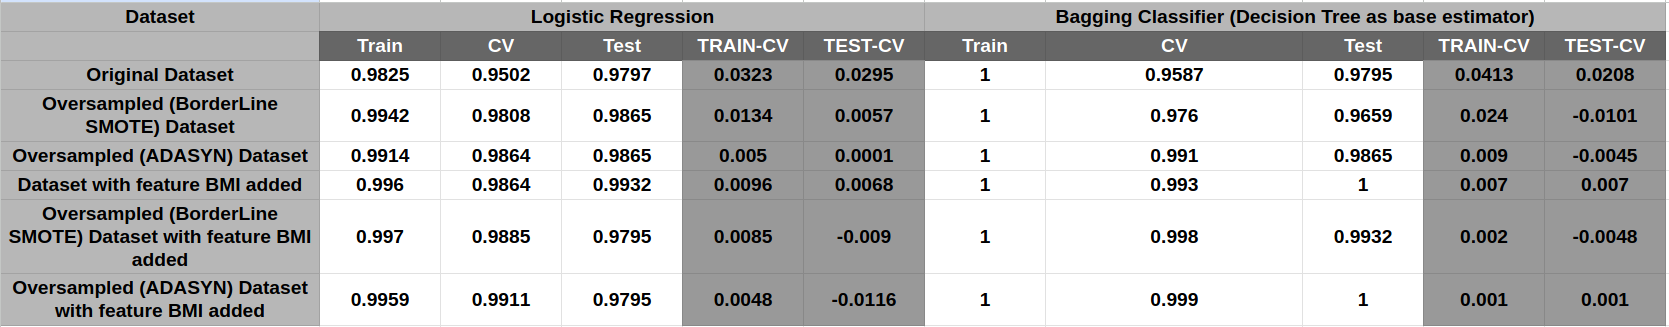 Dataset Logistic Regression Bagging Classifier (Decision Tree as base estimator)
Train CV Test TRAIN-CV TEST-CV Train CV Test TRAIN-CV TEST-CV
Original Dataset 0.9825 0.9502 0.9797 0.0323 0.0295 1 0.9587 0.9795 0.0413 0.0208
Oversampled (BorderLine
SMOTE) Dataset 0.9942 0.9808 0.9865 0.0134 0.0057 1 0.976 0.9659 0.024 -0.0101
Oversampled (ADASYN) Dataset 0.9914 0.9864 0.9865 0.005 0.0001 1 0.991 0.9865 0.009 -0.0045
Dataset with feature BMI added 0.996 0.9864 0.9932 0.0096 0.0068 1 0.993 1 0.007 0.007
Oversampled (BorderLine
SMOTE) Dataset with feature BMI 0.997 0.9885 0.9795 0.0085 -0.009 1 0.998 0.9932 0.002 -0.0048
added
Oversampled (ADASYN) Dataset
with feature BMI added 0.9959 0.9911 0.9795 0.0048 -0.0116 1 0.999 1 0.001 0.001